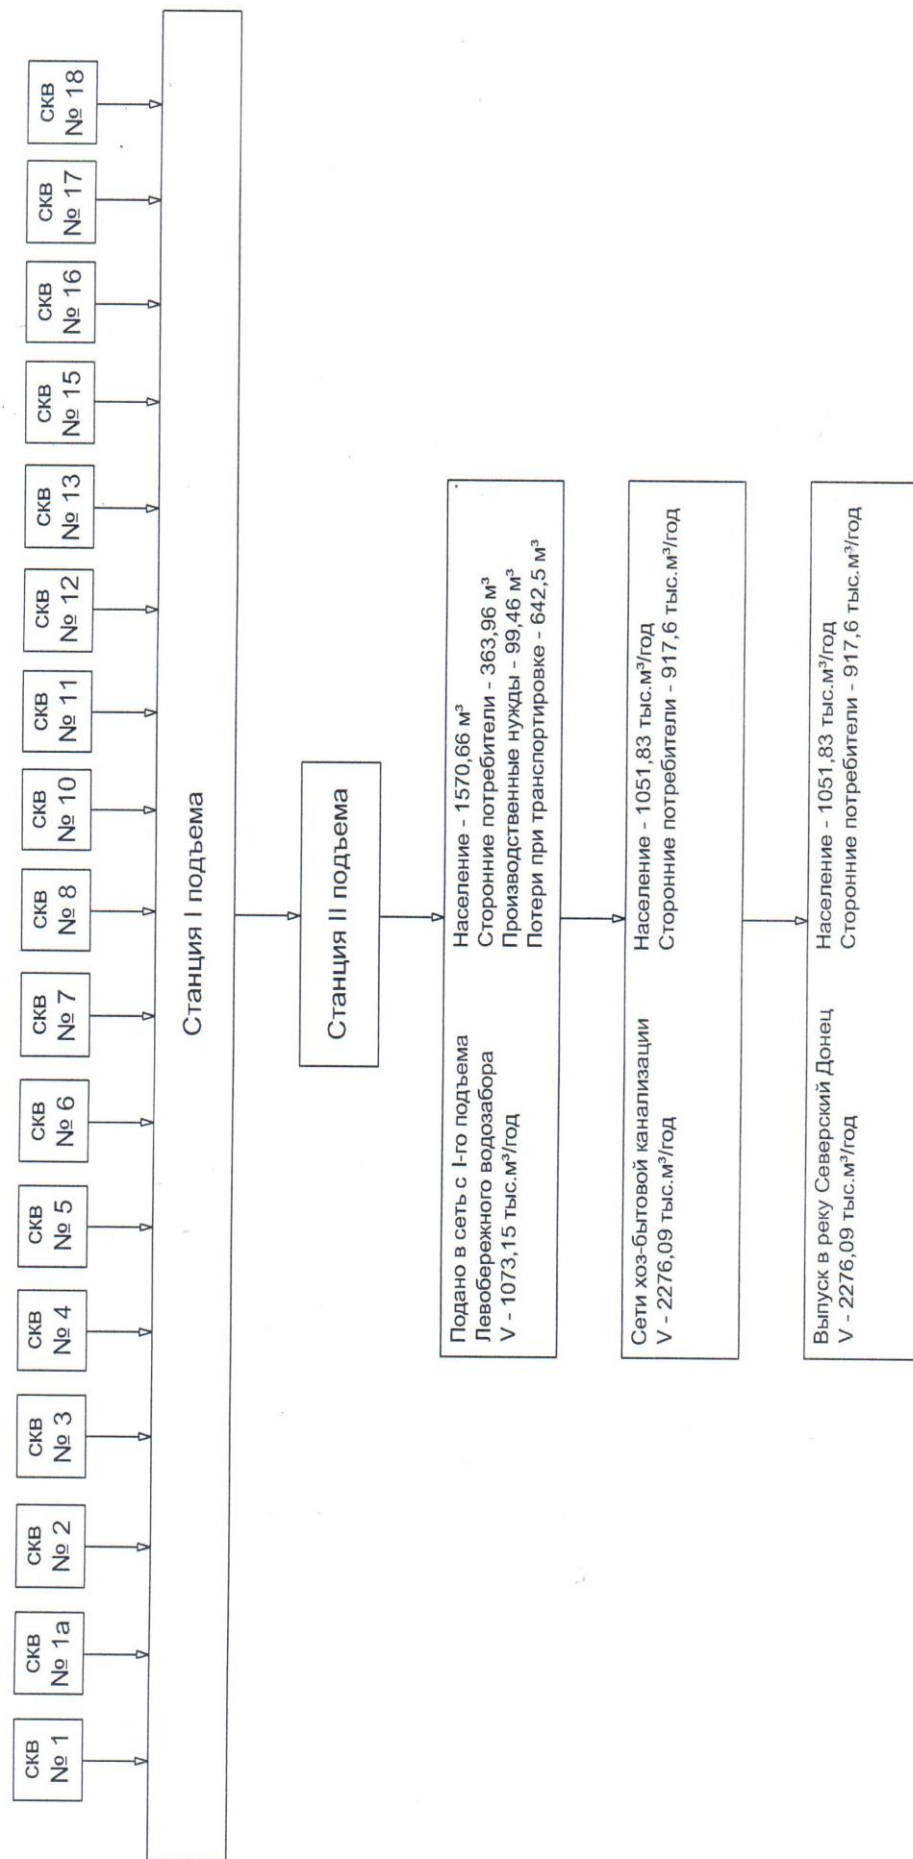 СКВ
№ 1
СКВ
№ 1а
СКВ
№ 2
СКВ
№ 3
СКВ
№ 4
СКВ
№ 5
СКВ
№ 6
СКВ
№ 7
СКВ
№ 8
СКВ
№ 10
СКВ
№ 11
СКВ
№ 12
СКВ
№ 13
СКВ
№ 15
СКВ
№ 16
СКВ
№ 17
СКВ
№ 18
Станция I подъема
Станция II подъема
Подано в сеть с I-го подъема
Левобережного водозабора
V - 1073,15 тыс.м³/год
Население - 1570,66 м³
Сторонние потребители - 363,96 м³
Производственные нужды - 99,46 м³
Потери при транспортировке - 642,5 м³
Сети хоз-бытовой канализации
V - 2276,09 тыс.м³/год
Население - 1051,83 тыс.м³/год
Сторонние потребители - 917,6 тыс.м³/год
Выпуск в реку Северский Донец
V - 2276,09 тыс.м³/год
Население - 1051,83 тыс.м³/год
Сторонние потребители - 917,6 тыс.м³/год